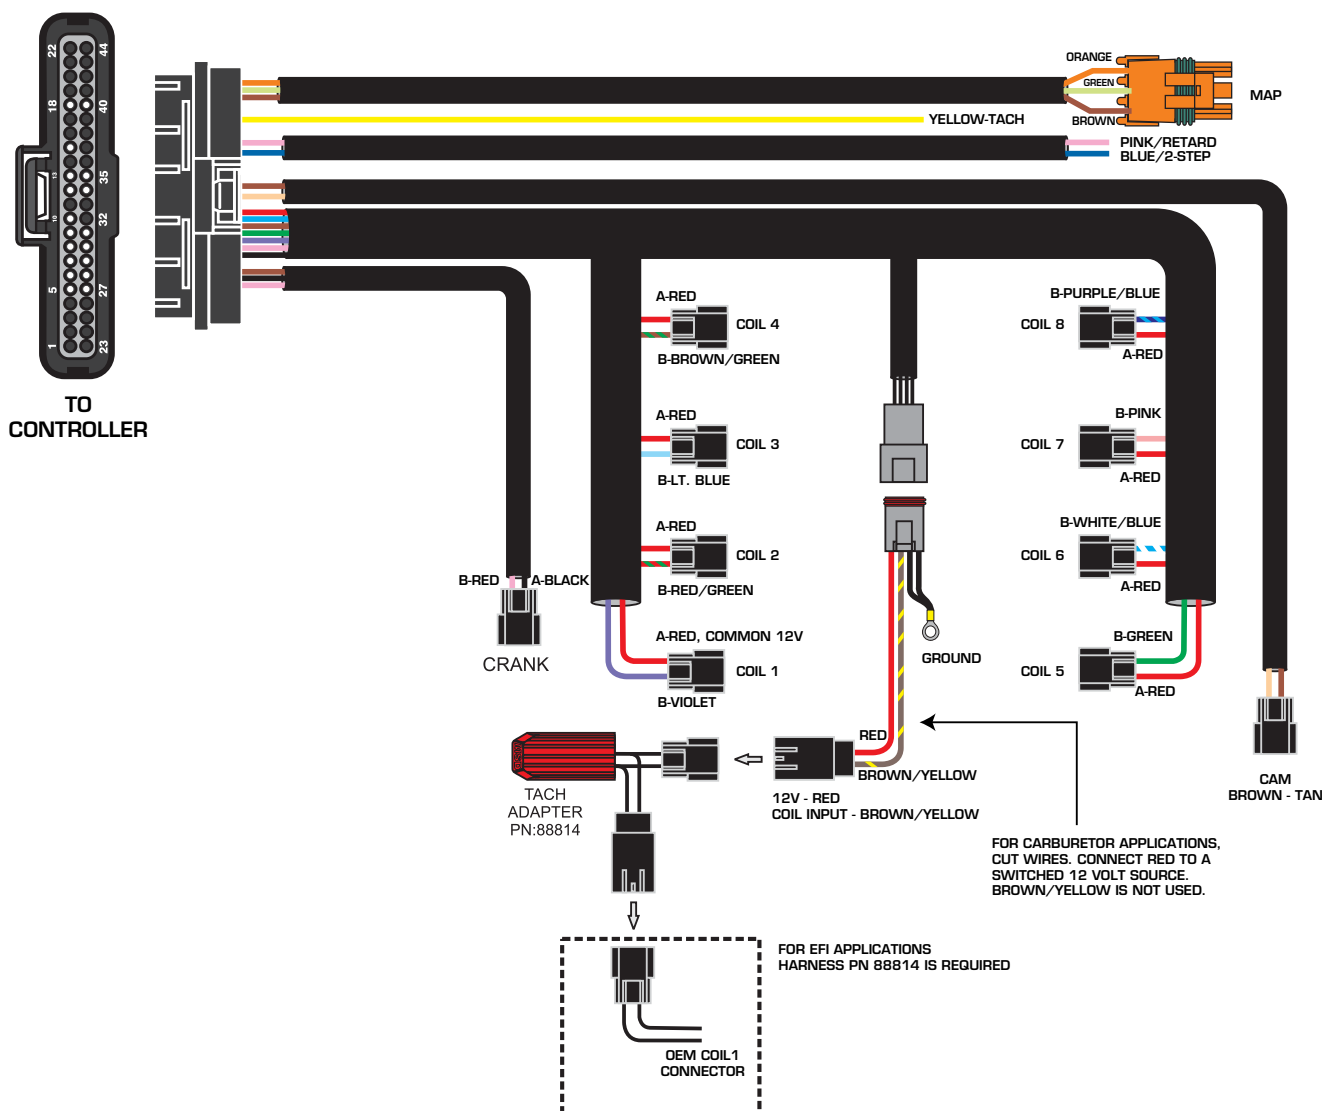 22
44
18
40
13
35
10
32
5
27
1
23
TO
CONTROLLER
ORANGE
GREEN
BROWN
MAP
YELLOW-TACH
PINK/RETARD
BLUE/2-STEP
A-RED
COIL 4
B-BROWN/GREEN
A-RED
COIL 3
B-LT. BLUE
A-RED
COIL 2
B-RED/GREEN
A-RED, COMMON 12V
COIL 1
B-VIOLET
B-PURPLE/BLUE
COIL 8
A-RED
B-PINK
COIL 7
A-RED
B-WHITE/BLUE
COIL 6
A-RED
B-GREEN
COIL 5
A-RED
B-RED
A-BLACK
CRANK
GROUND
RED
BROWN/YELLOW
12V - RED
COIL INPUT - BROWN/YELLOW
CAM
BROWN - TAN
TACH
ADAPTER
PN:88814
FOR CARBURETOR APPLICATIONS,
CUT WIRES. CONNECT RED TO A
SWITCHED 12 VOLT SOURCE.
BROWN/YELLOW IS NOT USED.
FOR EFI APPLICATIONS
HARNESS PN 88814 IS REQUIRED
OEM COIL1
CONNECTOR